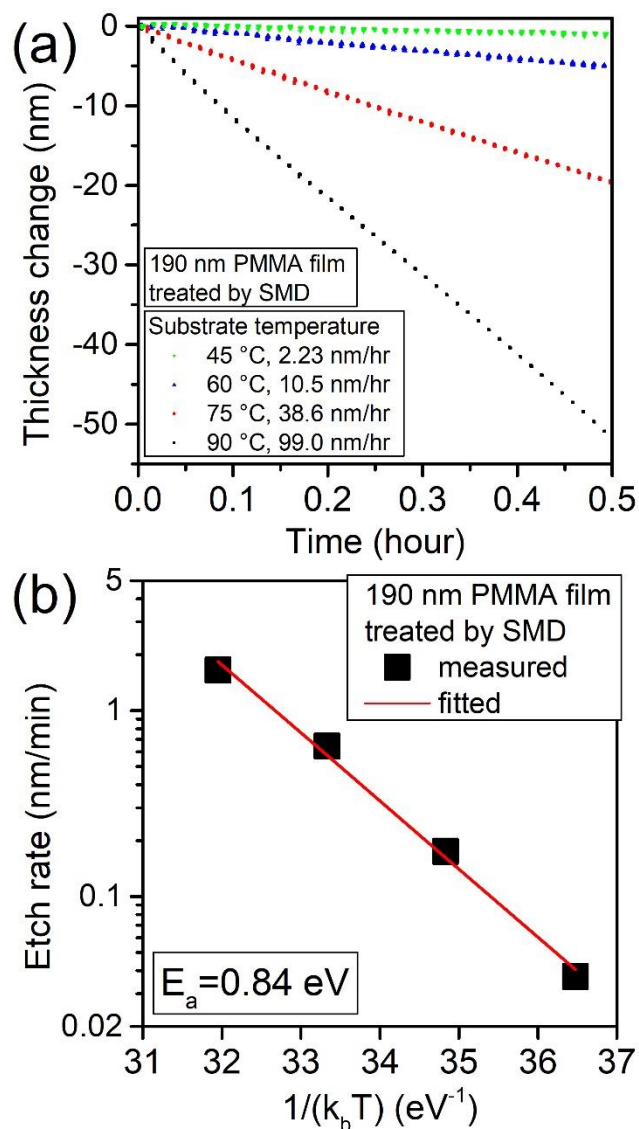 (a)
0
-10
-20
-30
-40
-50
Thickness change (nm)
190 nm PMMA film
treated by SMD
Substrate temperature
45 °C, 2.23 nm/hr
60 °C, 10.5 nm/hr
75 °C, 38.6 nm/hr
90 °C, 99.0 nm/hr
0.0 0.1 0.2 0.3 0.4 0.5
Time (hour)
(b)
5
1
0.1
0.02
Etch rate (nm/min)
190 nm PMMA film
treated by SMD
measured
fitted
Eₐ=0.84 eV
31 32 33 34 35 36 37
1/(k_bT) (eV⁻¹)